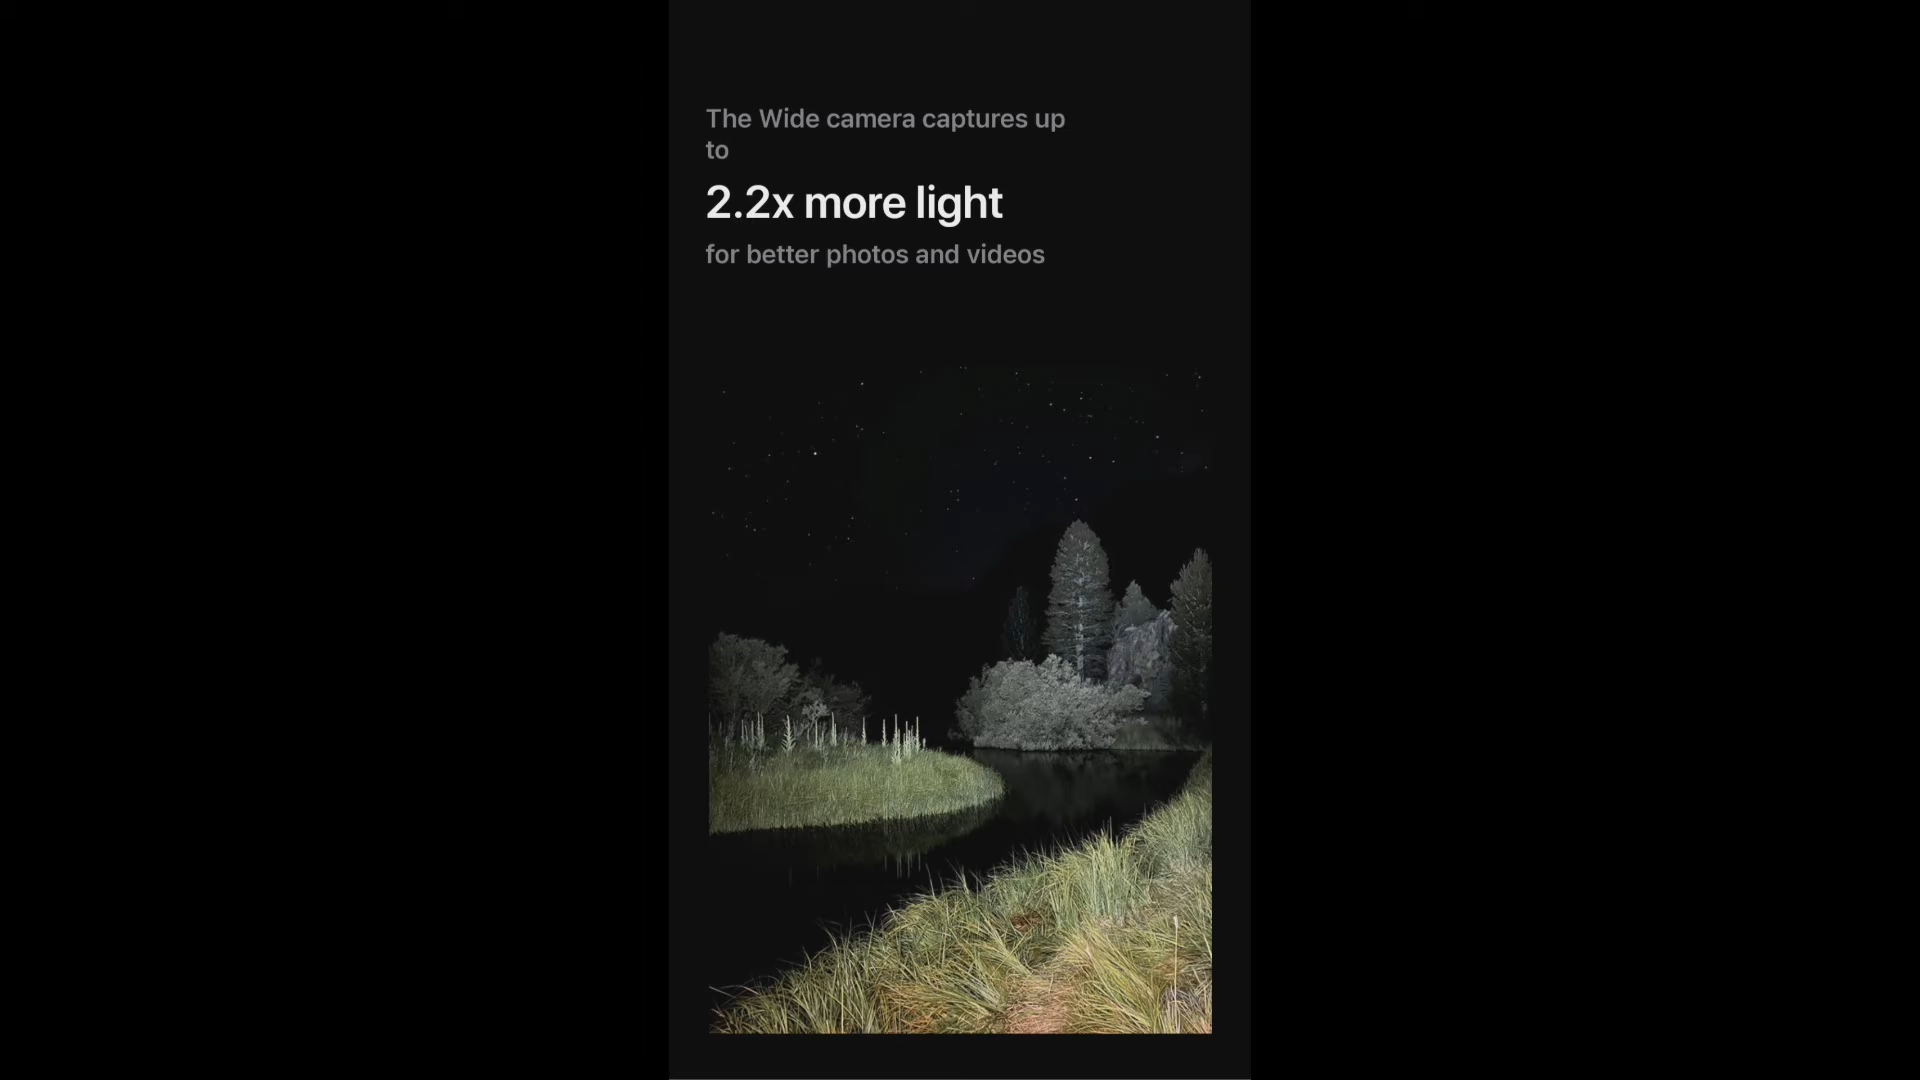 The Wide camera captures up
to
2.2x more light
for better photos and videos